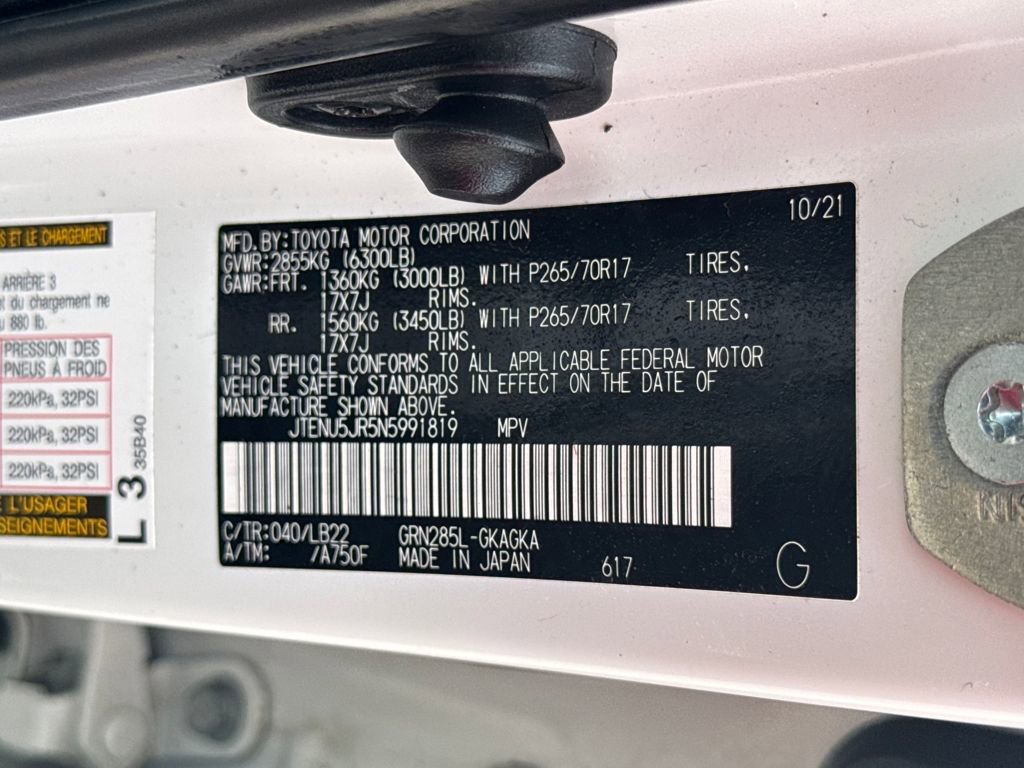 S ET LE CHARGEMENT
ARRIÈRE 3
et du chargement ne
880 lb.
PRESSION DES
PNEUS À FROID
220kPa, 32PSI
220kPa, 32PSI
220kPa, 32PSI
L'USAGER
SEIGNEMENTS
L 3 35B40
10/21
MFD.BY:TOYOTA MOTOR CORPORATION
GVWR:2855KG (6300LB)
GAWR:FRT. 1360KG (3000LB) WITH P265/70R17 TIRES,
17X7J RIMS.
RR. 1560KG (3450LB) WITH P265/70R17 TIRES,
17X7J RIMS.
THIS VEHICLE CONFORMS TO ALL APPLICABLE FEDERAL MOTOR
VEHICLE SAFETY STANDARDS IN EFFECT ON THE DATE OF
MANUFACTURE SHOWN ABOVE.
JTENU5JR5N5991819 MPV
C/TR:040/LB22 GRN285L-GKAGKA
A/TM: /A750F MADE IN JAPAN 617 G